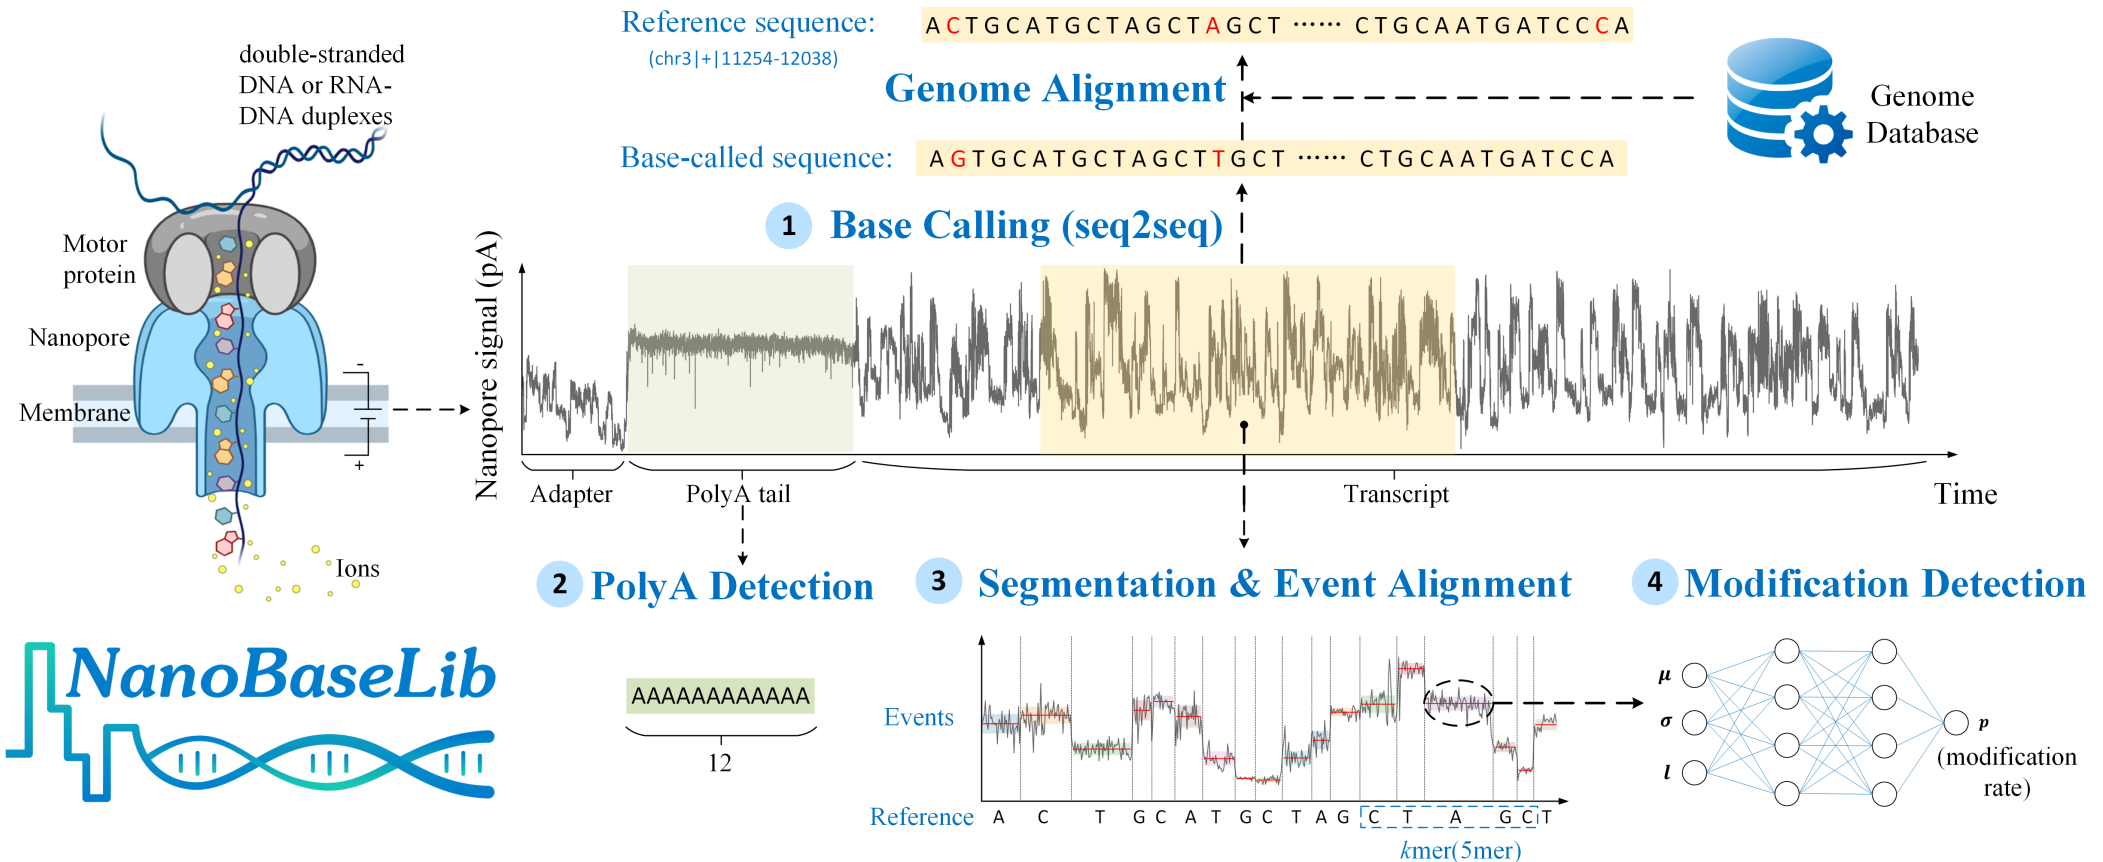 Reference sequence:
(chr3|+|11254-12038)
ACTGCATGCTAGCTAGCT ...... CTGCAATGATCCCA
Genome Alignment
Genome
Database
Base-called sequence:
AGTGCATGCTAGCTTGCT ...... CTGCAATGATCCA
1 Base Calling (seq2seq)
double-stranded
DNA or RNA-
DNA duplexes
Motor
protein
Nanopore
Membrane
-
+
Ions
Nanopore signal (pA)
Adapter
PolyA tail
Transcript
Time
2 PolyA Detection
AAAAAAAAAAAA
12
3 Segmentation & Event Alignment
Events
Reference A C T G C A T G C T A G C T A G C T
kmer(5mer)
4 Modification Detection
μ
σ
l
p
(modification
rate)
NanoBaseLib